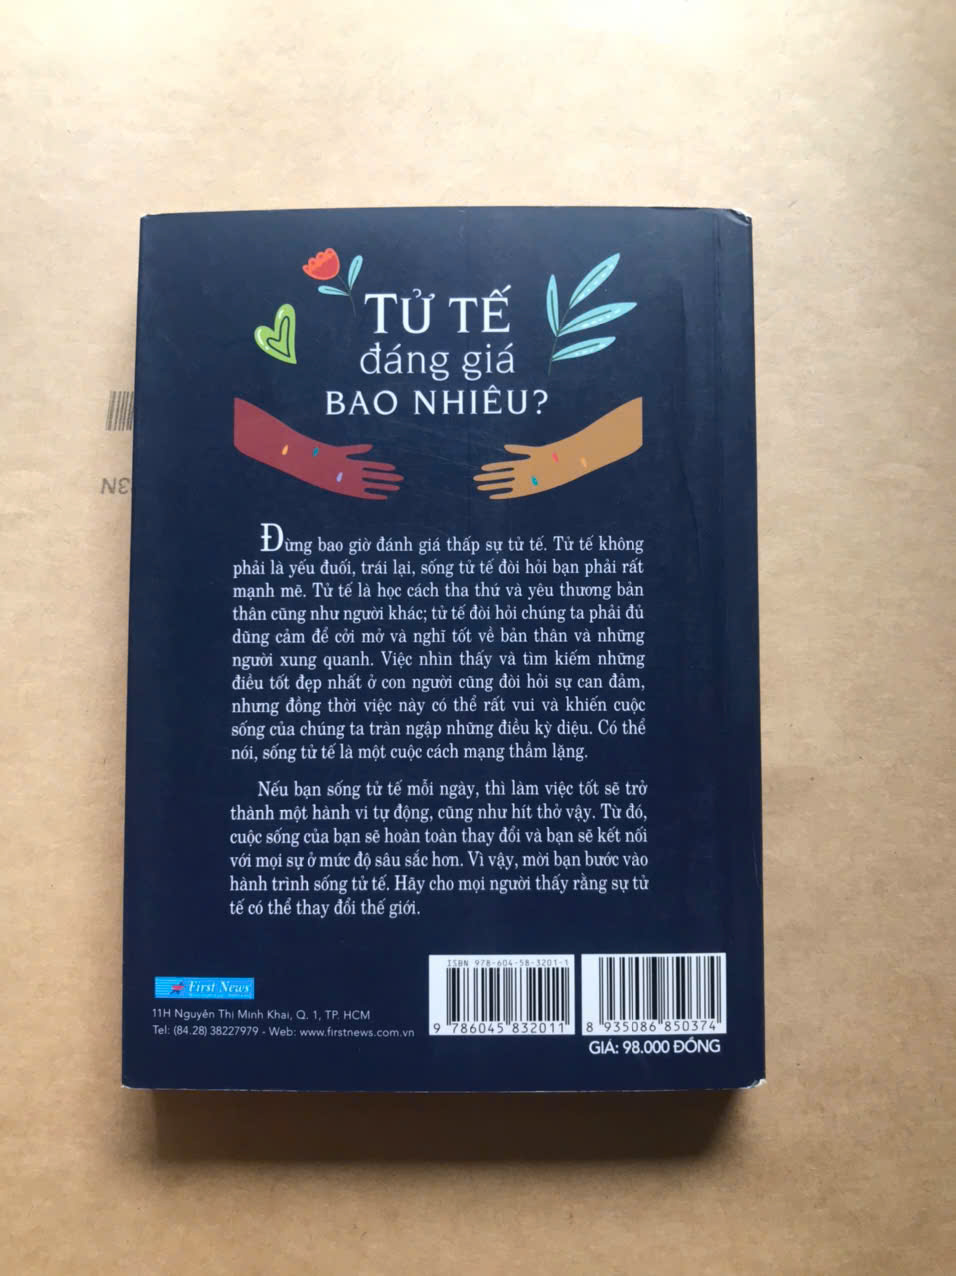 TỬ TẾ
đáng giá
BAO NHIÊU?
Đừng bao giờ đánh giá thấp sự tử tế. Tử tế không
phải là yếu đuối, trái lại, sống tử tế đòi hỏi bạn phải rất
mạnh mẽ. Tử tế là học cách tha thứ và yêu thương bản
thân cũng như người khác; tử tế đòi hỏi chúng ta phải đủ
dũng cảm để cởi mở và nghĩ tốt về bản thân và những
người xung quanh. Việc nhìn thấy và tìm kiếm những
điều tốt đẹp nhất ở con người cũng đòi hỏi sự can đảm,
nhưng đồng thời việc này có thể rất vui và khiến cuộc
sống của chúng ta tràn ngập những điều kỳ diệu. Có thể
nói, sống tử tế là một cuộc cách mạng thầm lặng.
Nếu bạn sống tử tế mỗi ngày, thì làm việc tốt sẽ trở
thành một hành vi tự động, cũng như hít thở vậy. Từ đó,
cuộc sống của bạn sẽ hoàn toàn thay đổi và bạn sẽ kết nối
với mọi sự ở mức độ sâu sắc hơn. Vì vậy, mời bạn bước vào
hành trình sống tử tế. Hãy cho mọi người thấy rằng sự tử
tế có thể thay đổi thế giới.
First News
11H Nguyễn Thị Minh Khai, Q. 1, TP. HCM
Tel: (84.28) 38227979 - Web: www.firstnews.com.vn
ISBN 978-604-58-3201-1
9 786045 832011
8 935086 850374
GIÁ: 98.000 ĐỒNG